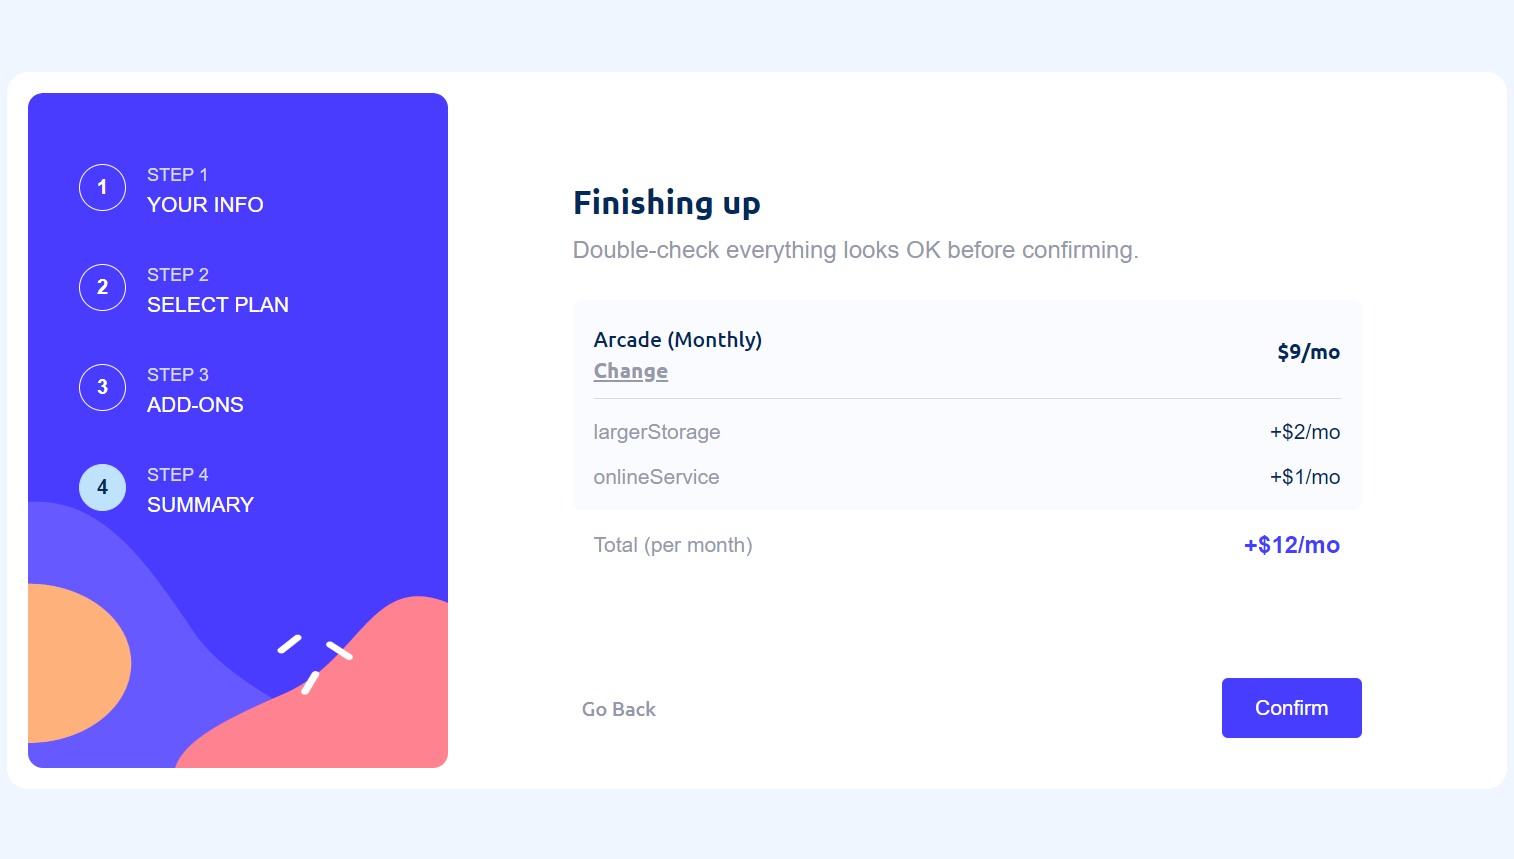 1
STEP 1
YOUR INFO
2
STEP 2
SELECT PLAN
3
STEP 3
ADD-ONS
4
STEP 4
SUMMARY
Finishing up
Double-check everything looks OK before confirming.
Arcade (Monthly)
Change
$9/mo
largerStorage +$2/mo
onlineService +$1/mo
Total (per month) +$12/mo
Go Back
Confirm